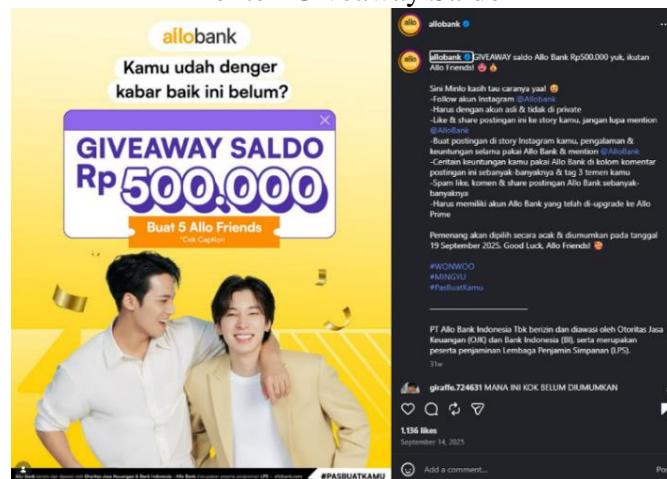 allobank
Kamu udah denger
kabar baik ini belum?
GIVEAWAY SALDO
Rp500.000
Buat 5 Allo Friends
*Cek Caption
#PASBUATKAMU
allobank
allobank GIVEAWAY saldo Allo Bank Rp500.000 yuk, ikutan
Allo Friends!
Sini Minlo kasih tau caranya yaa!
-Follow akun Instagram @Allobank
-Harus dengan akun asli & tidak di private
-Like & share postingan ini ke story kamu, jangan lupa mention
@AlloBank
-Buat postingan di story Instagram kamu, pengalaman &
keuntungan selama pakai Allo Bank & mention @AlloBank
-Ceritain keuntungan kamu pakai Allo Bank di kolom komentar
postingan ini sebanyak-banyaknya & tag 3 temen kamu
-Spam like, komen & share postingan Allo Bank sebanyak-
banyaknya
-Harus memiliki akun Allo Bank yang telah di-upgrade ke Allo
Prime
Pemenang akan dipilih secara acak & diumumkan pada tanggal
19 September 2025. Good Luck, Allo Friends!
#WONWOO
#MINGYU
#PasBuatKamu
PT Allo Bank Indonesia Tbk berizin dan diawasi oleh Otoritas Jasa
Keuangan (OJK) dan Bank Indonesia (BI), serta merupakan
peserta penjaminan Lembaga Penjamin Simpanan (LPS).
31w
giraffe.724631 MANA INI KOK BELUM DIUMUMKAN
1,136 likes
September 14, 2025
Add a comment...